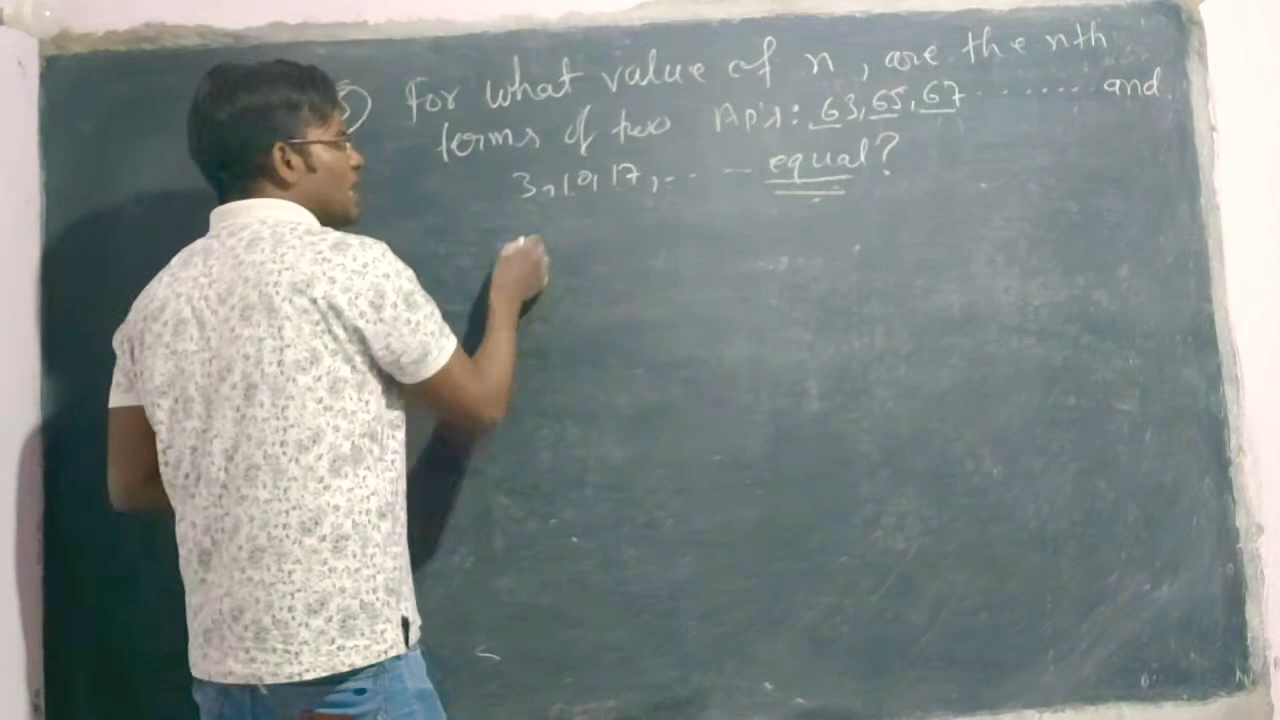 For what value of n, are the nth
terms of two AP's: 63, 65, 67 ........ and
3, 10, 17, ... — equal?